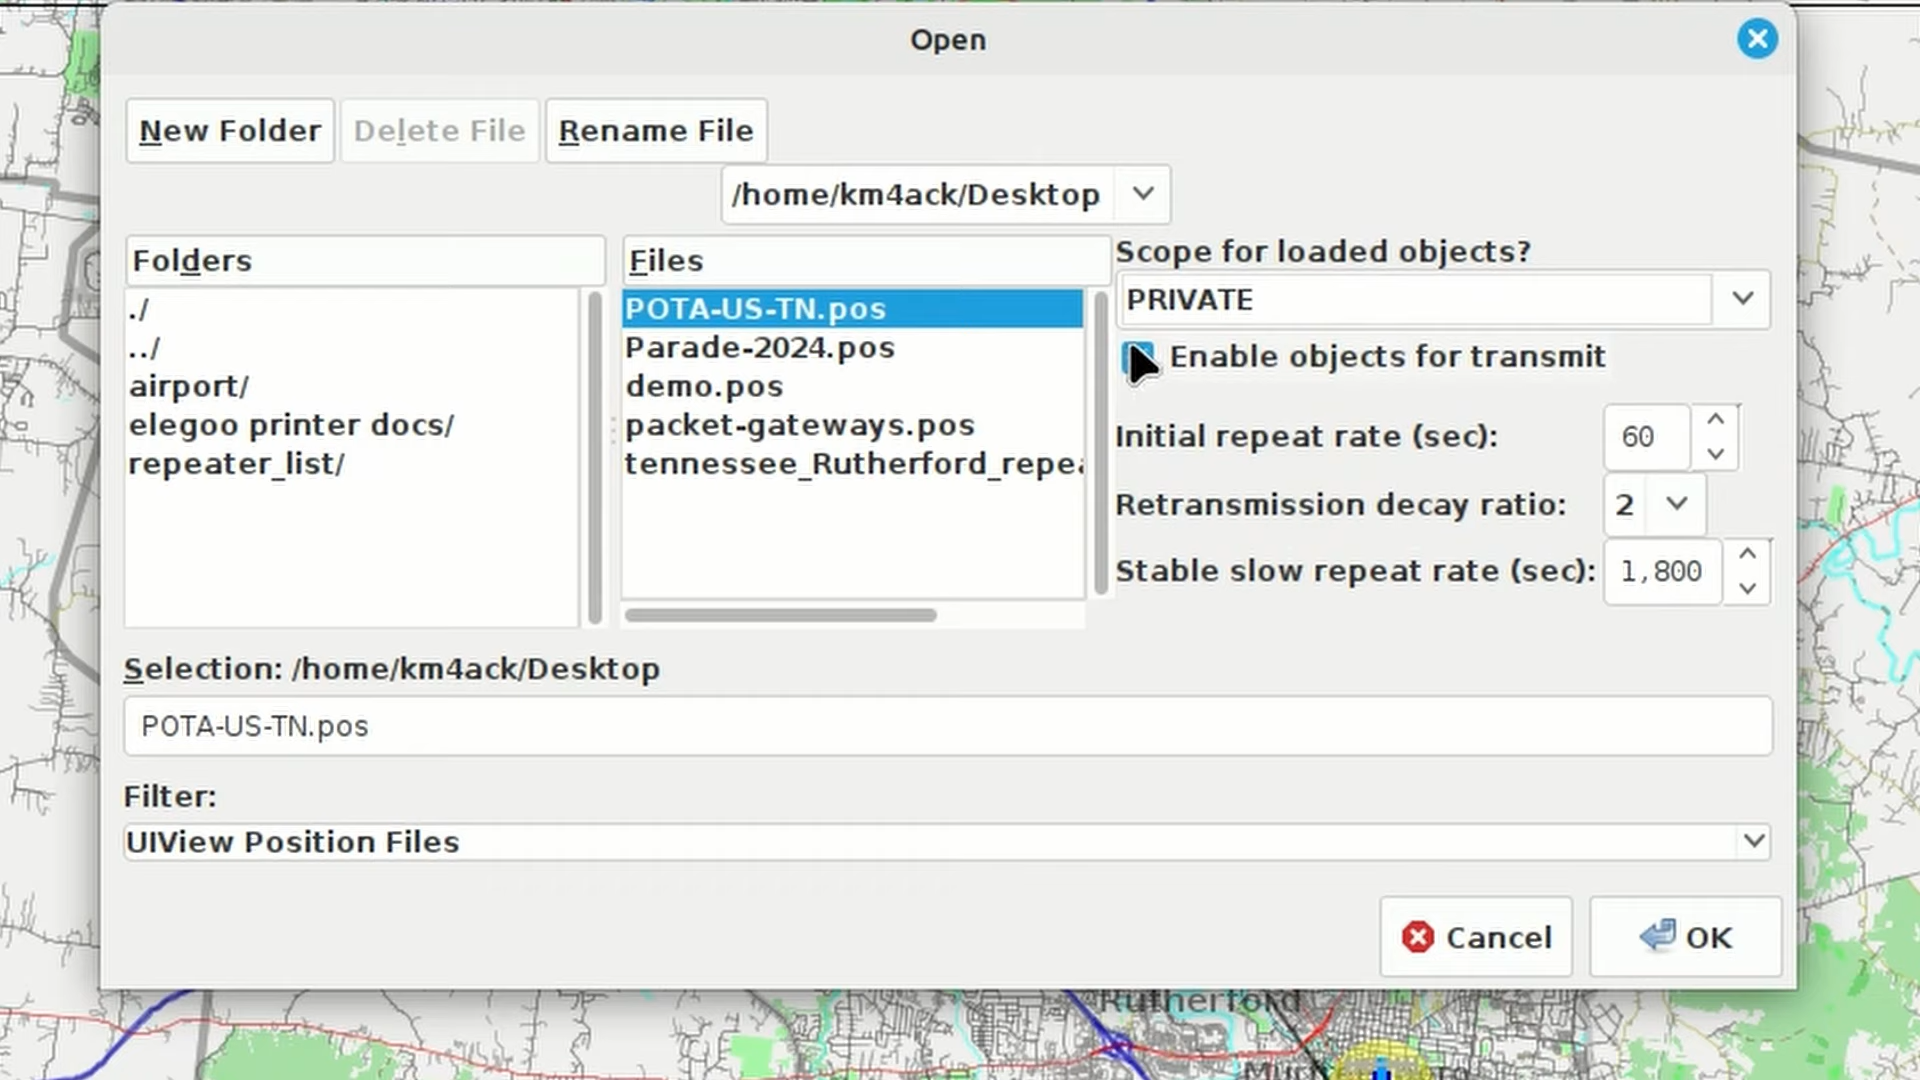 Open
New Folder
Delete File
Rename File
/home/km4ack/Desktop
Folders
./
../
airport/
elegoo printer docs/
repeater_list/
Files
POTA-US-TN.pos
Parade-2024.pos
demo.pos
packet-gateways.pos
tennessee_Rutherford_repea
Scope for loaded objects?
PRIVATE
Enable objects for transmit
Initial repeat rate (sec): 60
Retransmission decay ratio: 2
Stable slow repeat rate (sec): 1,800
Selection: /home/km4ack/Desktop
POTA-US-TN.pos
Filter:
UIView Position Files
Cancel
OK
Rutherford